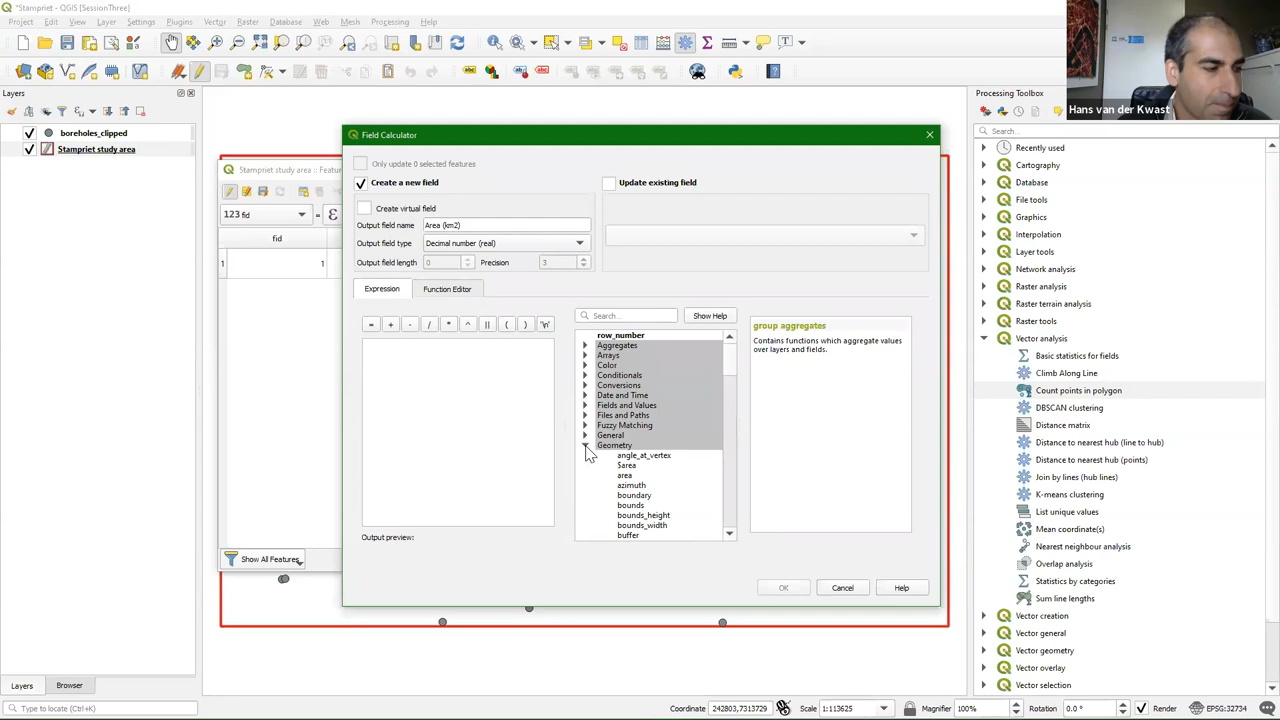 *Stampriet - QGIS [SessionThree]
Project Edit View Layer Settings Plugins Vector Raster Database Web Mesh Processing Help
Hans van der Kwast
Layers
boreholes_clipped
Stampriet study area
Layers Browser
Type to locate (Ctrl+K)
Stampriet study area :: Featur
123 fid = ε
fid
1 1
Show All Features
Field Calculator
Only update 0 selected features
Create a new field
Update existing field
Create virtual field
Output field name Area (km2)
Output field type Decimal number (real)
Output field length 0 Precision 3
Expression Function Editor
= + - / * ^ || ( ) '\n'
Search... Show Help
row_number
Aggregates
Arrays
Color
Conditionals
Conversions
Date and Time
Fields and Values
Files and Paths
Fuzzy Matching
General
Geometry
angle_at_vertex
$area
area
azimuth
boundary
bounds
bounds_height
bounds_width
buffer
group aggregates
Contains functions which aggregate values
over layers and fields.
Output preview:
OK Cancel Help
Processing Toolbox
Search...
Recently used
Cartography
Database
File tools
Graphics
Interpolation
Layer tools
Network analysis
Raster analysis
Raster terrain analysis
Raster tools
Vector analysis
Basic statistics for fields
Climb Along Line
Count points in polygon
DBSCAN clustering
Distance matrix
Distance to nearest hub (line to hub)
Distance to nearest hub (points)
Join by lines (hub lines)
K-means clustering
List unique values
Mean coordinate(s)
Nearest neighbour analysis
Overlap analysis
Statistics by categories
Sum line lengths
Vector creation
Vector general
Vector geometry
Vector overlay
Vector selection
Coordinate 242803,7313729 Scale 1:113625 Magnifier 100% Rotation 0.0 ° Render EPSG:32734